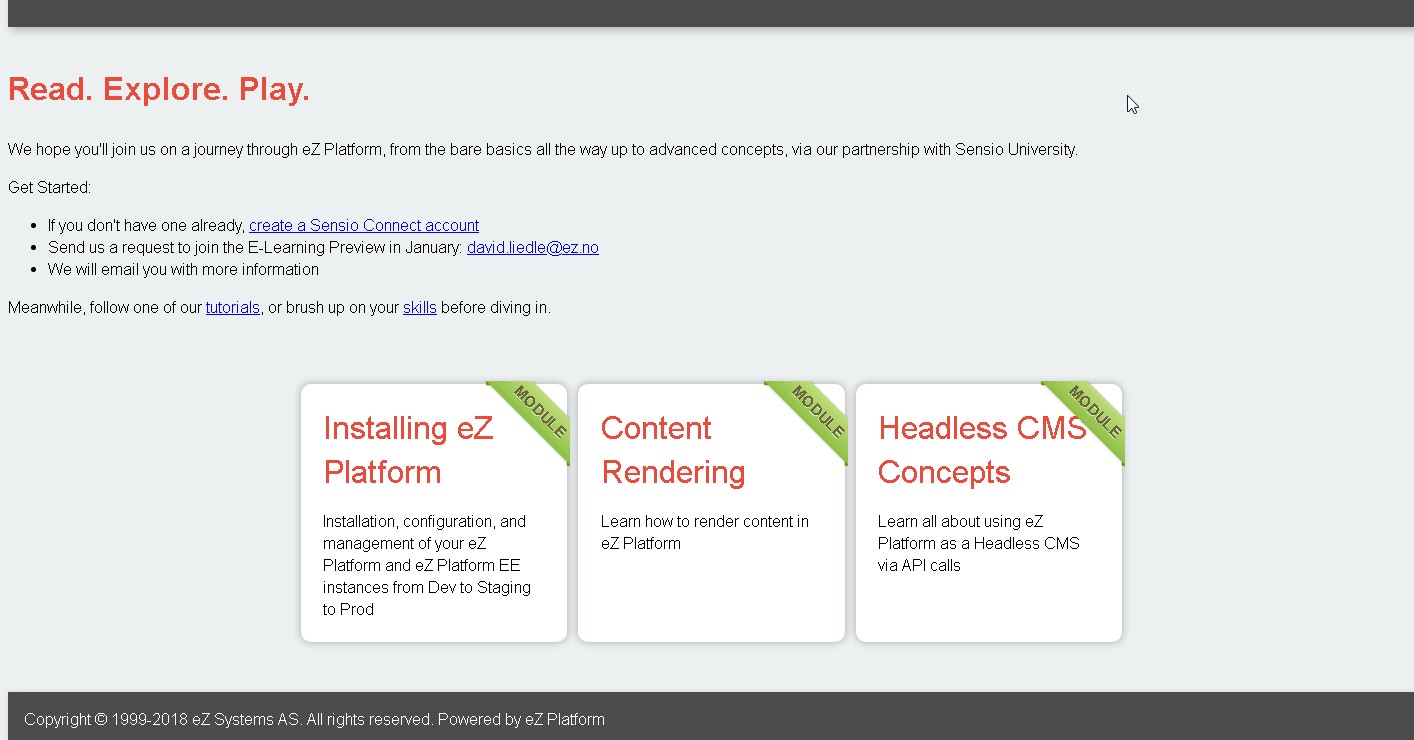 Read. Explore. Play.
We hope you'll join us on a journey through eZ Platform, from the bare basics all the way up to advanced concepts, via our partnership with Sensio University.
Get Started:
If you don't have one already, create a Sensio Connect account
Send us a request to join the E-Learning Preview in January: david.liedle@ez.no
We will email you with more information
Meanwhile, follow one of our tutorials, or brush up on your skills before diving in.
MODULE
Installing eZ
Platform
Installation, configuration, and
management of your eZ
Platform and eZ Platform EE
instances from Dev to Staging
to Prod
MODULE
Content
Rendering
Learn how to render content in
eZ Platform
MODULE
Headless CMS
Concepts
Learn all about using eZ
Platform as a Headless CMS
via API calls
Copyright © 1999-2018 eZ Systems AS. All rights reserved. Powered by eZ Platform